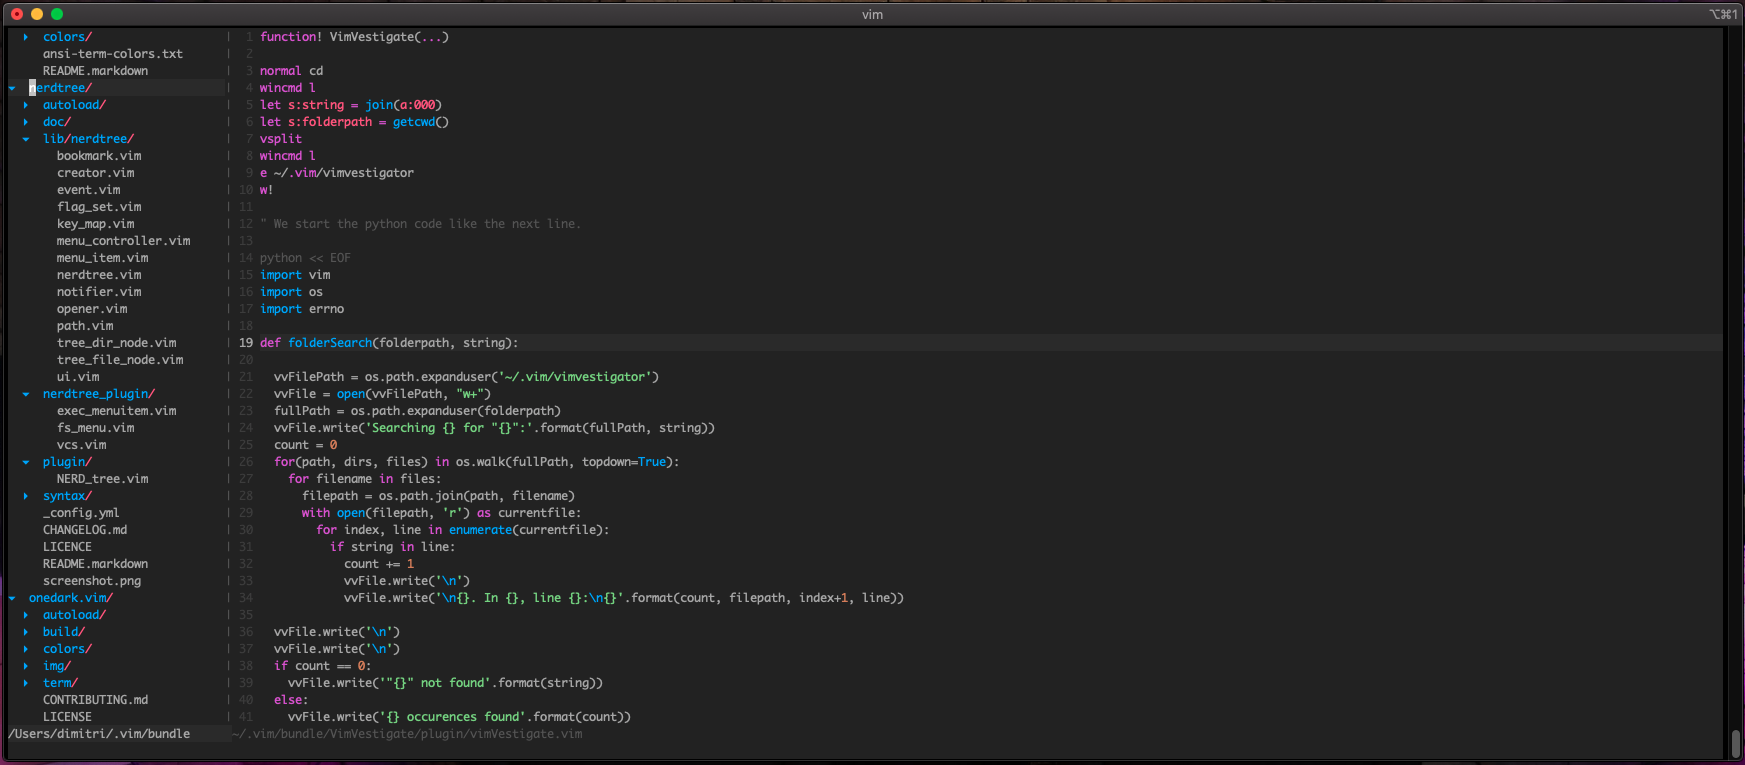 vim
⌥⌘1
colors/
ansi-term-colors.txt
README.markdown
nerdtree/
autoload/
doc/
lib/nerdtree/
bookmark.vim
creator.vim
event.vim
flag_set.vim
key_map.vim
menu_controller.vim
menu_item.vim
nerdtree.vim
notifier.vim
opener.vim
path.vim
tree_dir_node.vim
tree_file_node.vim
ui.vim
nerdtree_plugin/
exec_menuitem.vim
fs_menu.vim
vcs.vim
plugin/
NERD_tree.vim
syntax/
_config.yml
CHANGELOG.md
LICENCE
README.markdown
screenshot.png
onedark.vim/
autoload/
build/
colors/
img/
term/
CONTRIBUTING.md
LICENSE
/Users/dimitri/.vim/bundle
1 function! VimVestigate(...)
2
3 normal cd
4 wincmd l
5 let s:string = join(a:000)
6 let s:folderpath = getcwd()
7 vsplit
8 wincmd l
9 e ~/.vim/vimvestigator
10 w!
11
12 " We start the python code like the next line.
13
14 python << EOF
15 import vim
16 import os
17 import errno
18
19 def folderSearch(folderpath, string):
20
21   vvFilePath = os.path.expanduser('~/.vim/vimvestigator')
22   vvFile = open(vvFilePath, "w+")
23   fullPath = os.path.expanduser(folderpath)
24   vvFile.write('Searching {} for "{}":'.format(fullPath, string))
25   count = 0
26   for(path, dirs, files) in os.walk(fullPath, topdown=True):
27     for filename in files:
28       filepath = os.path.join(path, filename)
29       with open(filepath, 'r') as currentfile:
30         for index, line in enumerate(currentfile):
31           if string in line:
32             count += 1
33             vvFile.write('\n')
34             vvFile.write('\n{}. In {}, line {}:\n{}'.format(count, filepath, index+1, line))
35
36   vvFile.write('\n')
37   vvFile.write('\n')
38   if count == 0:
39     vvFile.write('"{}" not found'.format(string))
40   else:
41     vvFile.write('{} occurences found'.format(count))
~/.vim/bundle/VimVestigate/plugin/vimVestigate.vim